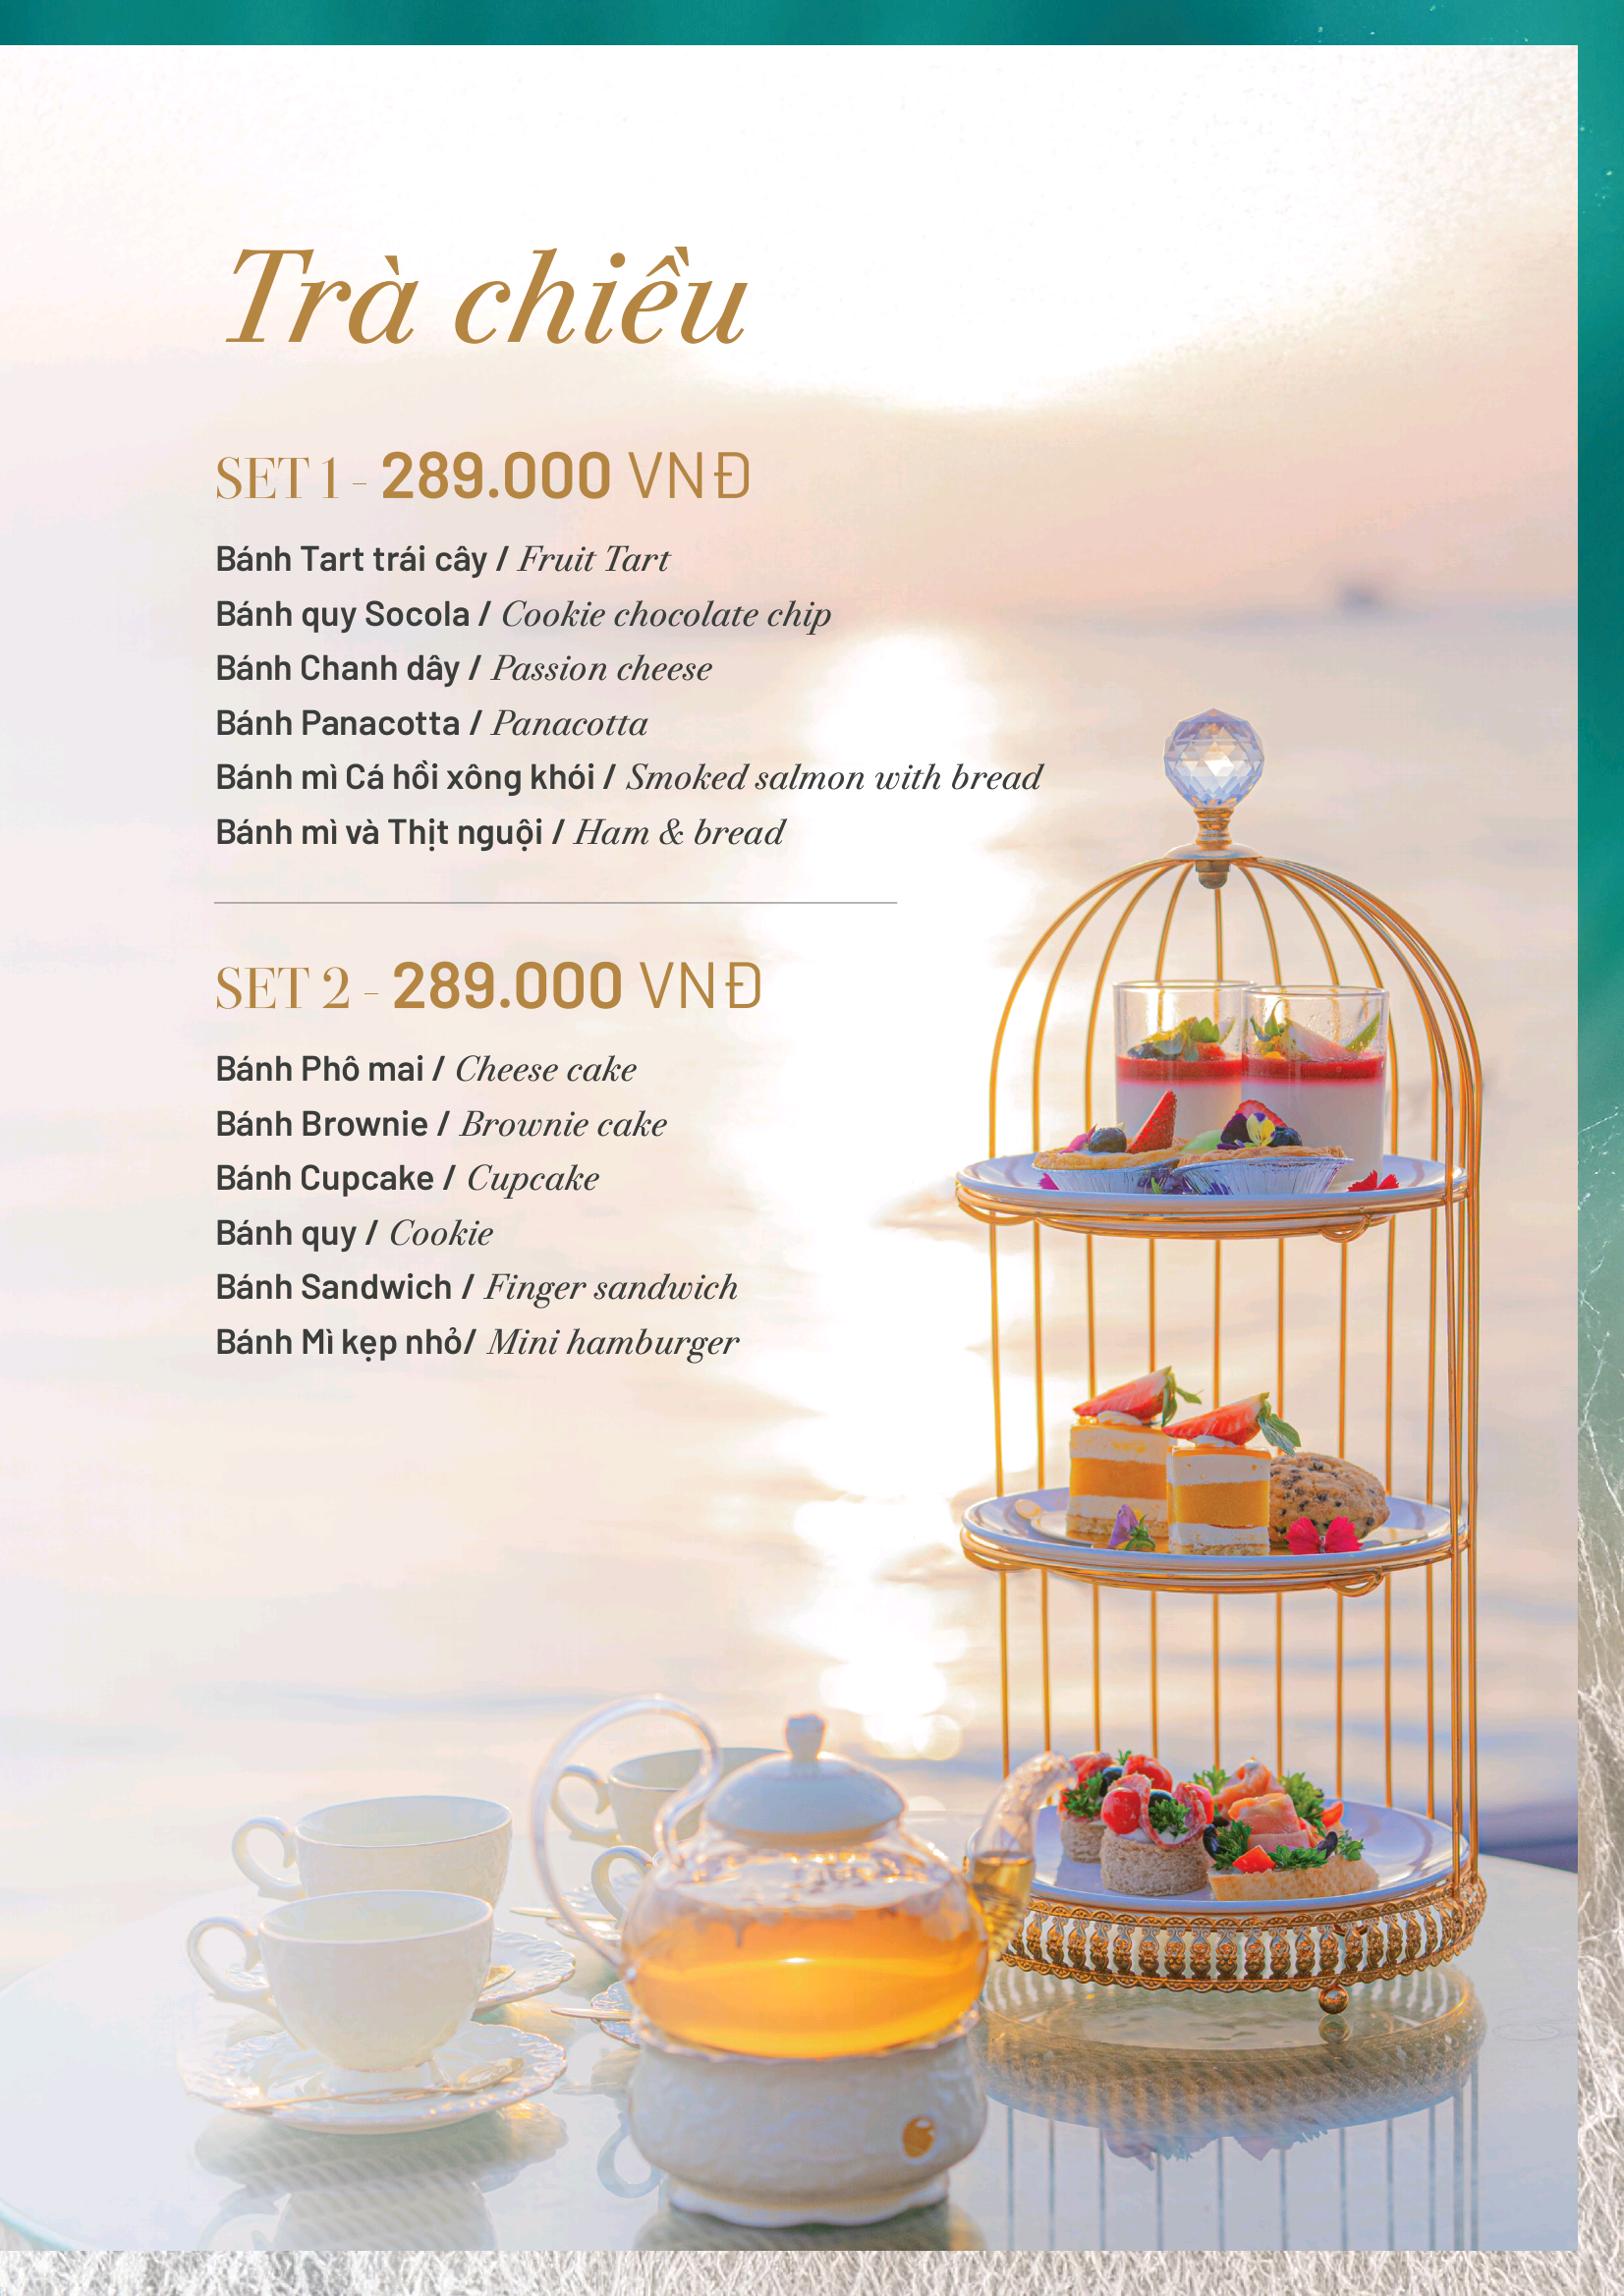 Trà chiều
SET 1 - 289.000 VNĐ
Bánh Tart trái cây / Fruit Tart
Bánh quy Socola / Cookie chocolate chip
Bánh Chanh dây / Passion cheese
Bánh Panacotta / Panacotta
Bánh mì Cá hồi xông khói / Smoked salmon with bread
Bánh mì và Thịt nguội / Ham & bread
SET 2 - 289.000 VNĐ
Bánh Phô mai / Cheese cake
Bánh Brownie / Brownie cake
Bánh Cupcake / Cupcake
Bánh quy / Cookie
Bánh Sandwich / Finger sandwich
Bánh Mì kẹp nhỏ/ Mini hamburger